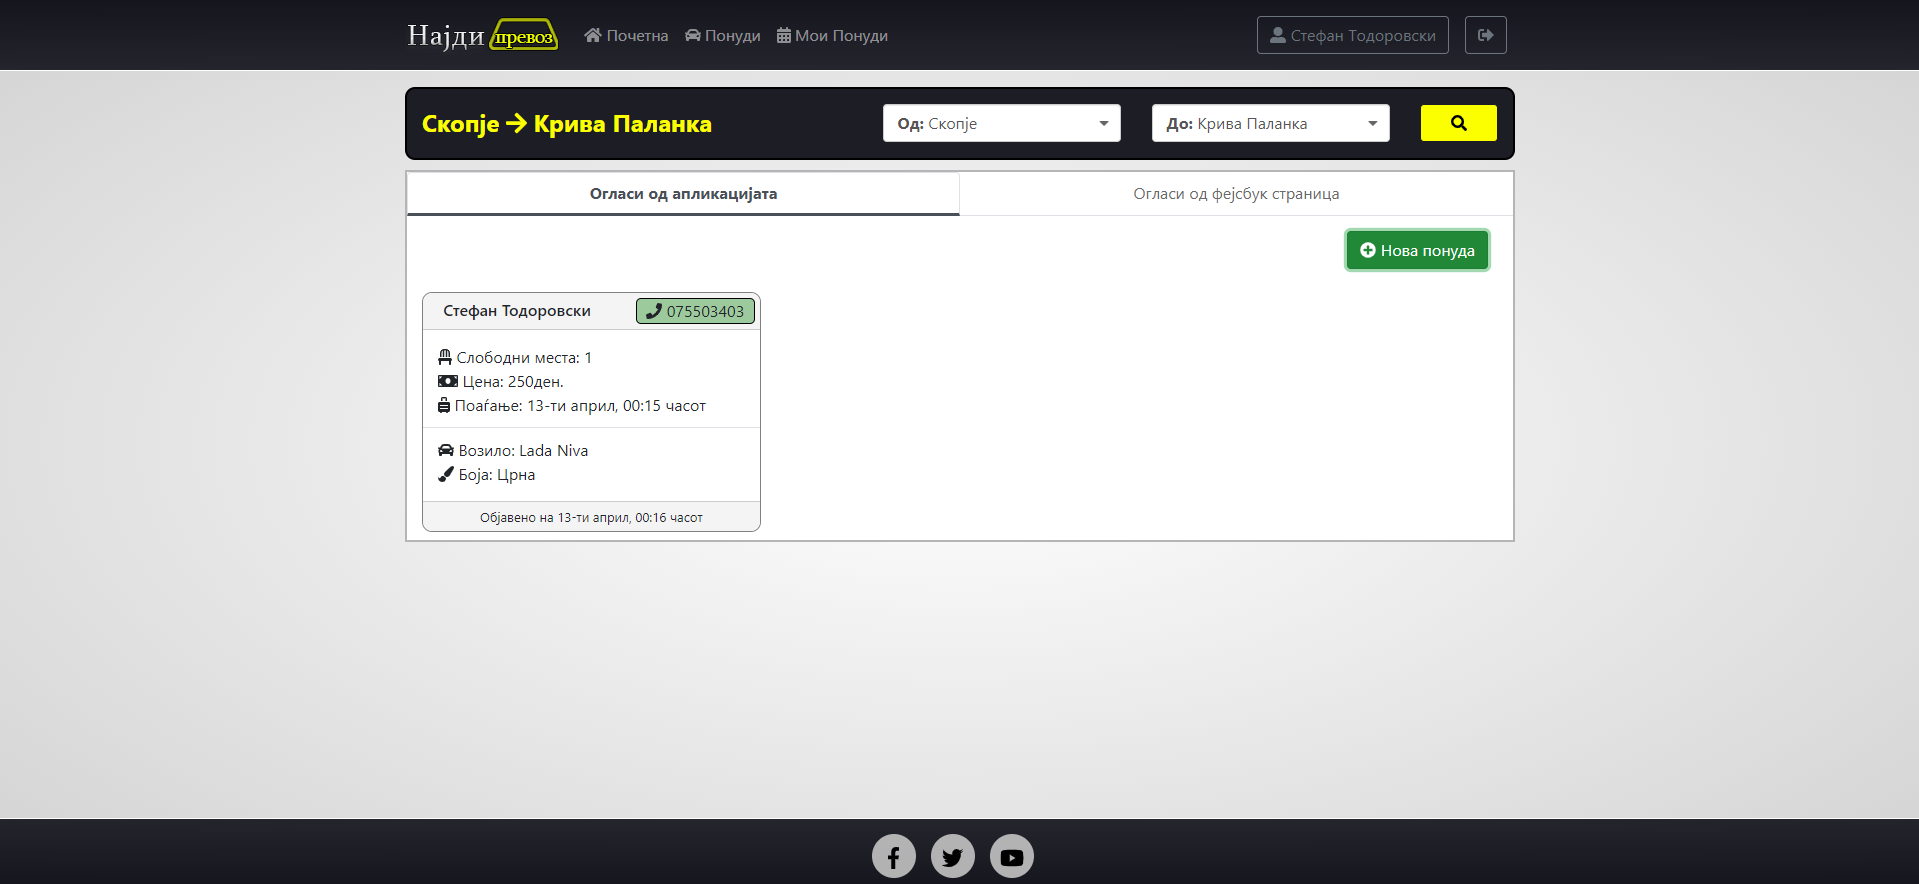 Најди превоз Почетна Понуди Мои Понуди Стефан Тодоровски
Скопје → Крива Паланка Од: Скопје До: Крива Паланка
Огласи од апликацијата Огласи од фејсбук страница
Нова понуда
Стефан Тодоровски 075503403
Слободни места: 1
Цена: 250ден.
Поаѓање: 13-ти април, 00:15 часот
Возило: Lada Niva
Боја: Црна
Објавено на 13-ти април, 00:16 часот